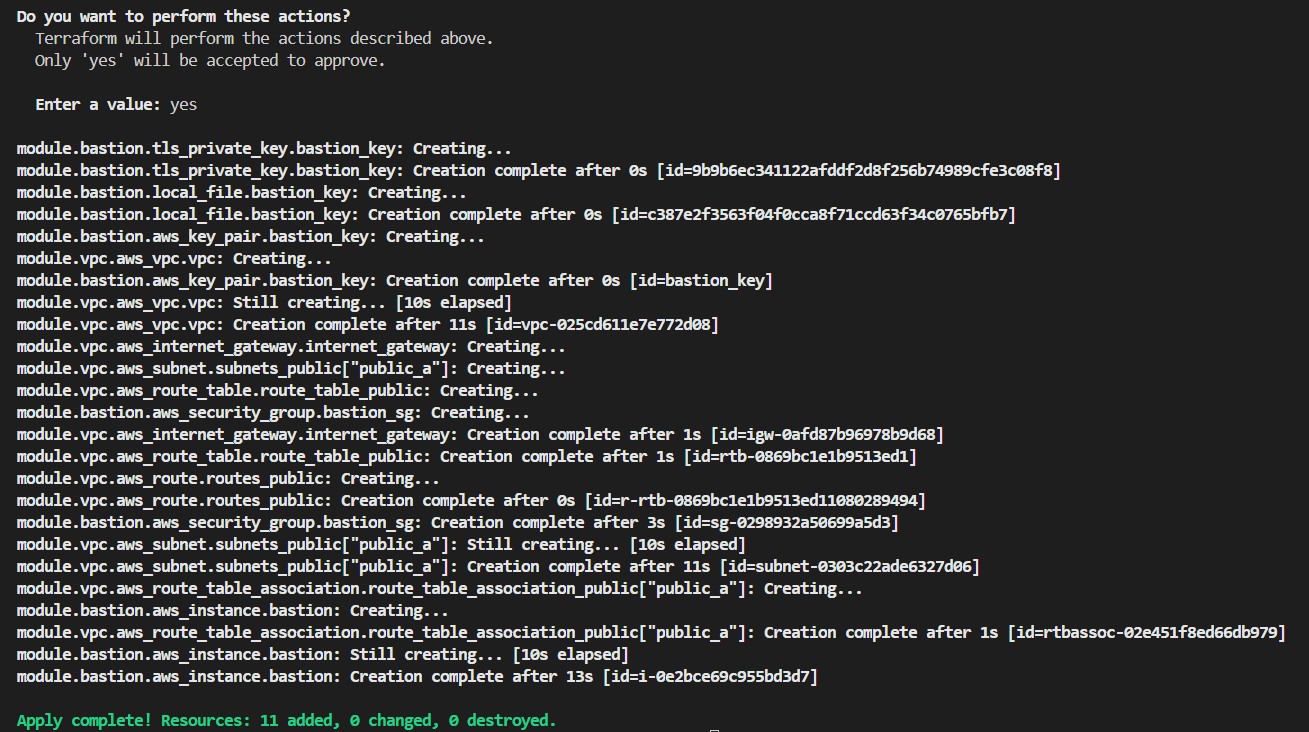 Do you want to perform these actions?
  Terraform will perform the actions described above.
  Only 'yes' will be accepted to approve.

  Enter a value: yes

module.bastion.tls_private_key.bastion_key: Creating...
module.bastion.tls_private_key.bastion_key: Creation complete after 0s [id=9b9b6ec341122afddf2d8f256b74989cfe3c08f8]
module.bastion.local_file.bastion_key: Creating...
module.bastion.local_file.bastion_key: Creation complete after 0s [id=c387e2f3563f04f0cca8f71ccd63f34c0765bfb7]
module.bastion.aws_key_pair.bastion_key: Creating...
module.vpc.aws_vpc.vpc: Creating...
module.bastion.aws_key_pair.bastion_key: Creation complete after 0s [id=bastion_key]
module.vpc.aws_vpc.vpc: Still creating... [10s elapsed]
module.vpc.aws_vpc.vpc: Creation complete after 11s [id=vpc-025cd611e7e772d08]
module.vpc.aws_internet_gateway.internet_gateway: Creating...
module.vpc.aws_subnet.subnets_public["public_a"]: Creating...
module.vpc.aws_route_table.route_table_public: Creating...
module.bastion.aws_security_group.bastion_sg: Creating...
module.vpc.aws_internet_gateway.internet_gateway: Creation complete after 1s [id=igw-0afd87b96978b9d68]
module.vpc.aws_route_table.route_table_public: Creation complete after 1s [id=rtb-0869bc1e1b9513ed1]
module.vpc.aws_route.routes_public: Creating...
module.vpc.aws_route.routes_public: Creation complete after 0s [id=r-rtb-0869bc1e1b9513ed11080289494]
module.bastion.aws_security_group.bastion_sg: Creation complete after 3s [id=sg-0298932a50699a5d3]
module.vpc.aws_subnet.subnets_public["public_a"]: Still creating... [10s elapsed]
module.vpc.aws_subnet.subnets_public["public_a"]: Creation complete after 11s [id=subnet-0303c22ade6327d06]
module.vpc.aws_route_table_association.route_table_association_public["public_a"]: Creating...
module.bastion.aws_instance.bastion: Creating...
module.vpc.aws_route_table_association.route_table_association_public["public_a"]: Creation complete after 1s [id=rtbassoc-02e451f8ed66db979]
module.bastion.aws_instance.bastion: Still creating... [10s elapsed]
module.bastion.aws_instance.bastion: Creation complete after 13s [id=i-0e2bce69c955bd3d7]

Apply complete! Resources: 11 added, 0 changed, 0 destroyed.